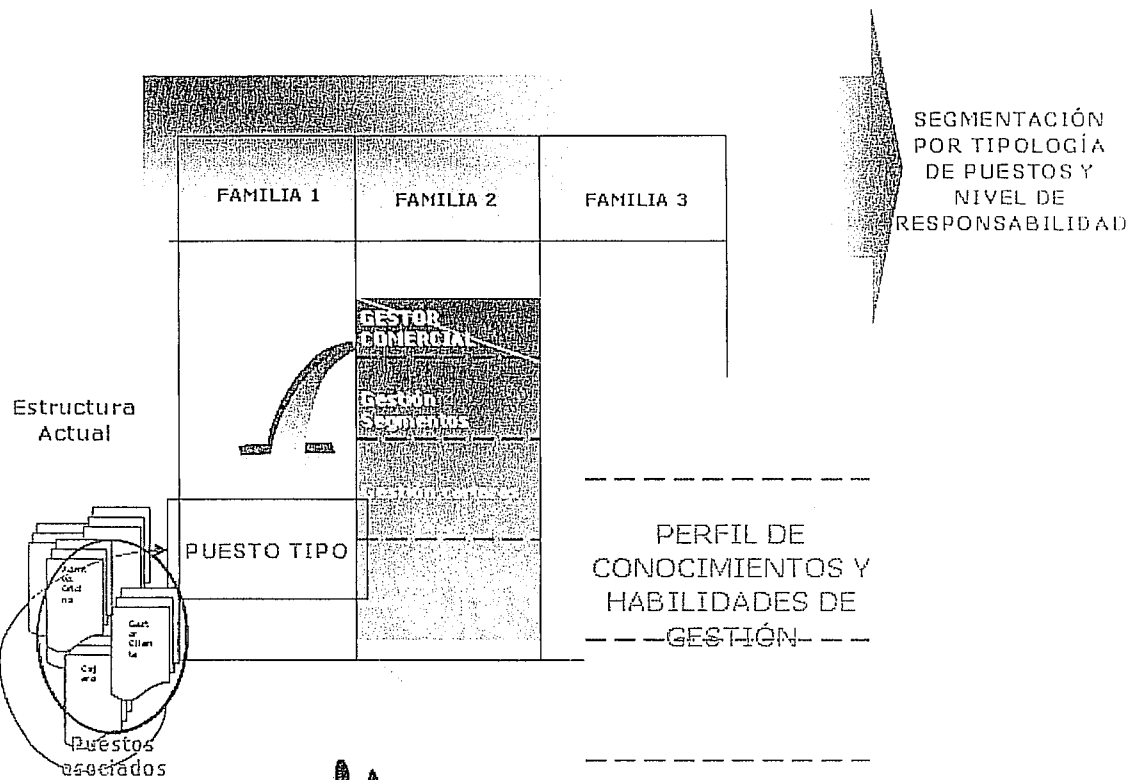 SEGMENTACIÓN
POR TIPOLOGÍA
DE PUESTOS Y
NIVEL DE
RESPONSABILIDAD
FAMILIA 1
FAMILIA 2
FAMILIA 3
GESTOR
COMERCIAL
Gestión
Segmentos
Estructura
Actual
Gestión
PUESTO TIPO
PERFIL DE
CONOCIMIENTOS Y
HABILIDADES DE
GESTIÓN
Puestos
asociados